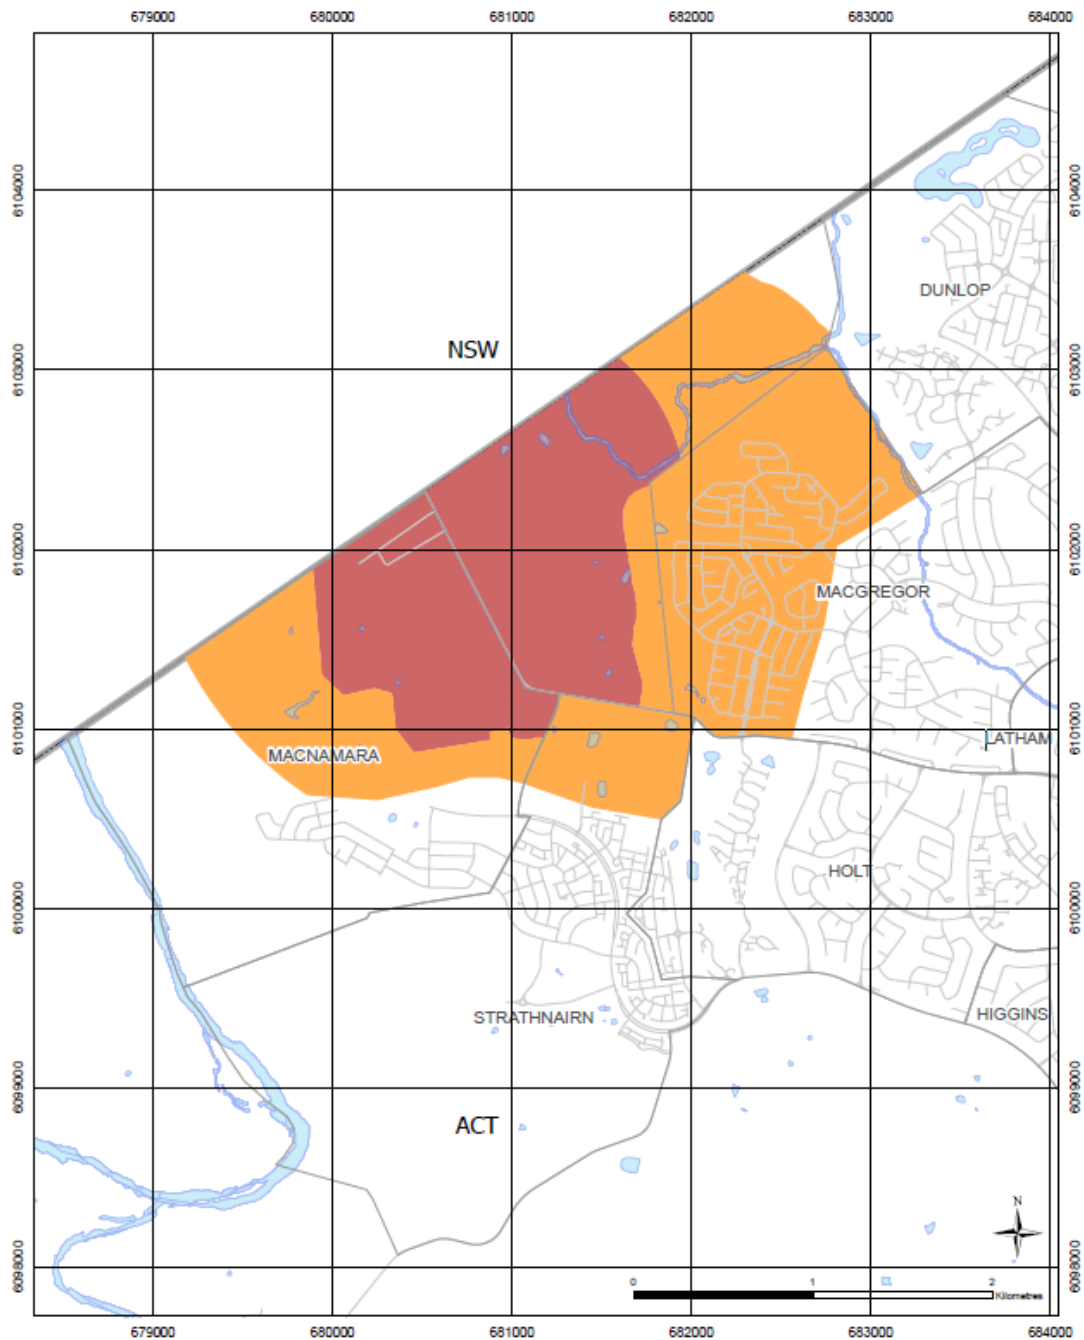 679000 680000 681000 682000 683000 684000
6104000 6104000
DUNLOP
NSW
6103000 6103000
6102000 6102000
MACGREGOR
6101000 6101000
LATHAM
MACNAMARA
HOLT
6100000 6100000
HIGGINS
STRATHNAIRN
6099000 6099000
ACT
N
6098000 6098000
0 1 2
Kilometres
679000 680000 681000 682000 683000 684000